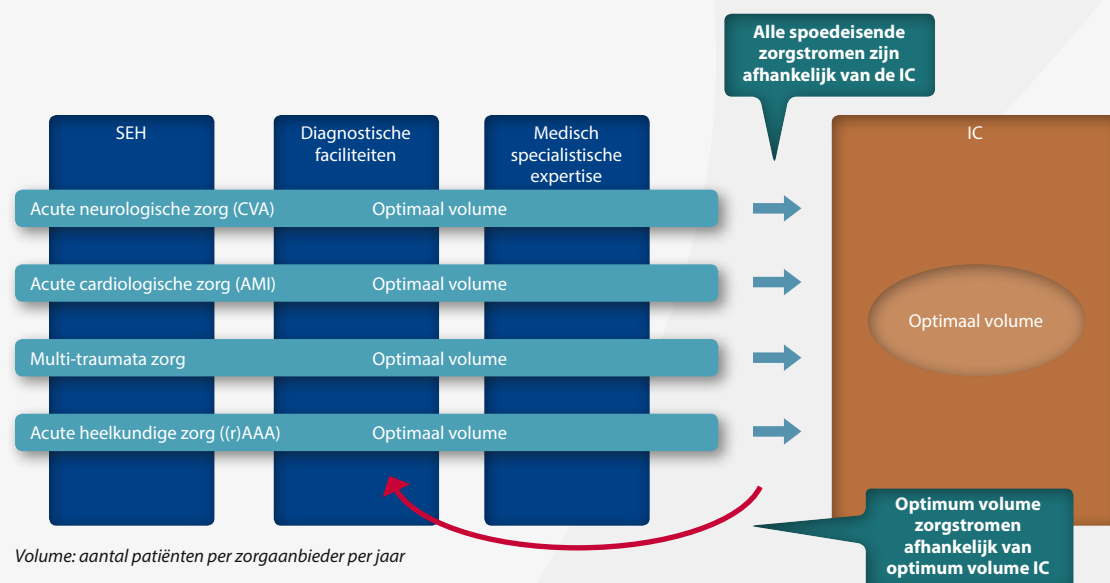 Alle spoedeisende
zorgstromen zijn
afhankelijk van de IC
SEH
Diagnostische
faciliteiten
Medisch
specialistische
expertise
IC
Acute neurologische zorg (CVA)
Optimaal volume
Acute cardiologische zorg (AMI)
Optimaal volume
Optimaal volume
Multi-traumata zorg
Optimaal volume
Acute heelkundige zorg ((r)AAA)
Optimaal volume
Optimum volume
zorgstromen
afhankelijk van
optimum volume IC
Volume: aantal patiënten per zorgaanbieder per jaar